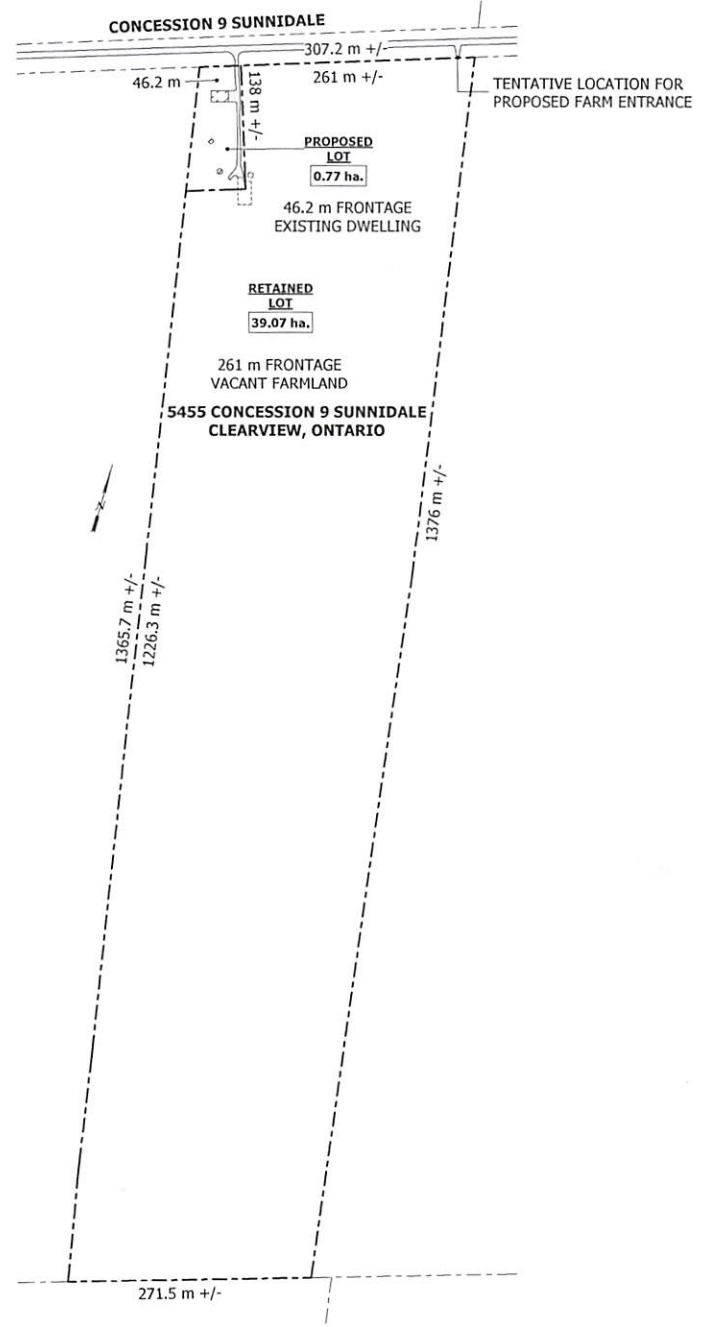 CONCESSION 9 SUNNIDALE
307.2 m +/-
46.2 m
138 m +/-
261 m +/-
TENTATIVE LOCATION FOR
PROPOSED FARM ENTRANCE
PROPOSED
LOT
0.77 ha.
46.2 m FRONTAGE
EXISTING DWELLING
RETAINED
LOT
39.07 ha.
261 m FRONTAGE
VACANT FARMLAND
5455 CONCESSION 9 SUNNIDALE
CLEARVIEW, ONTARIO
N
1376 m +/-
1365.7 m +/-
1226.3 m +/-
271.5 m +/-